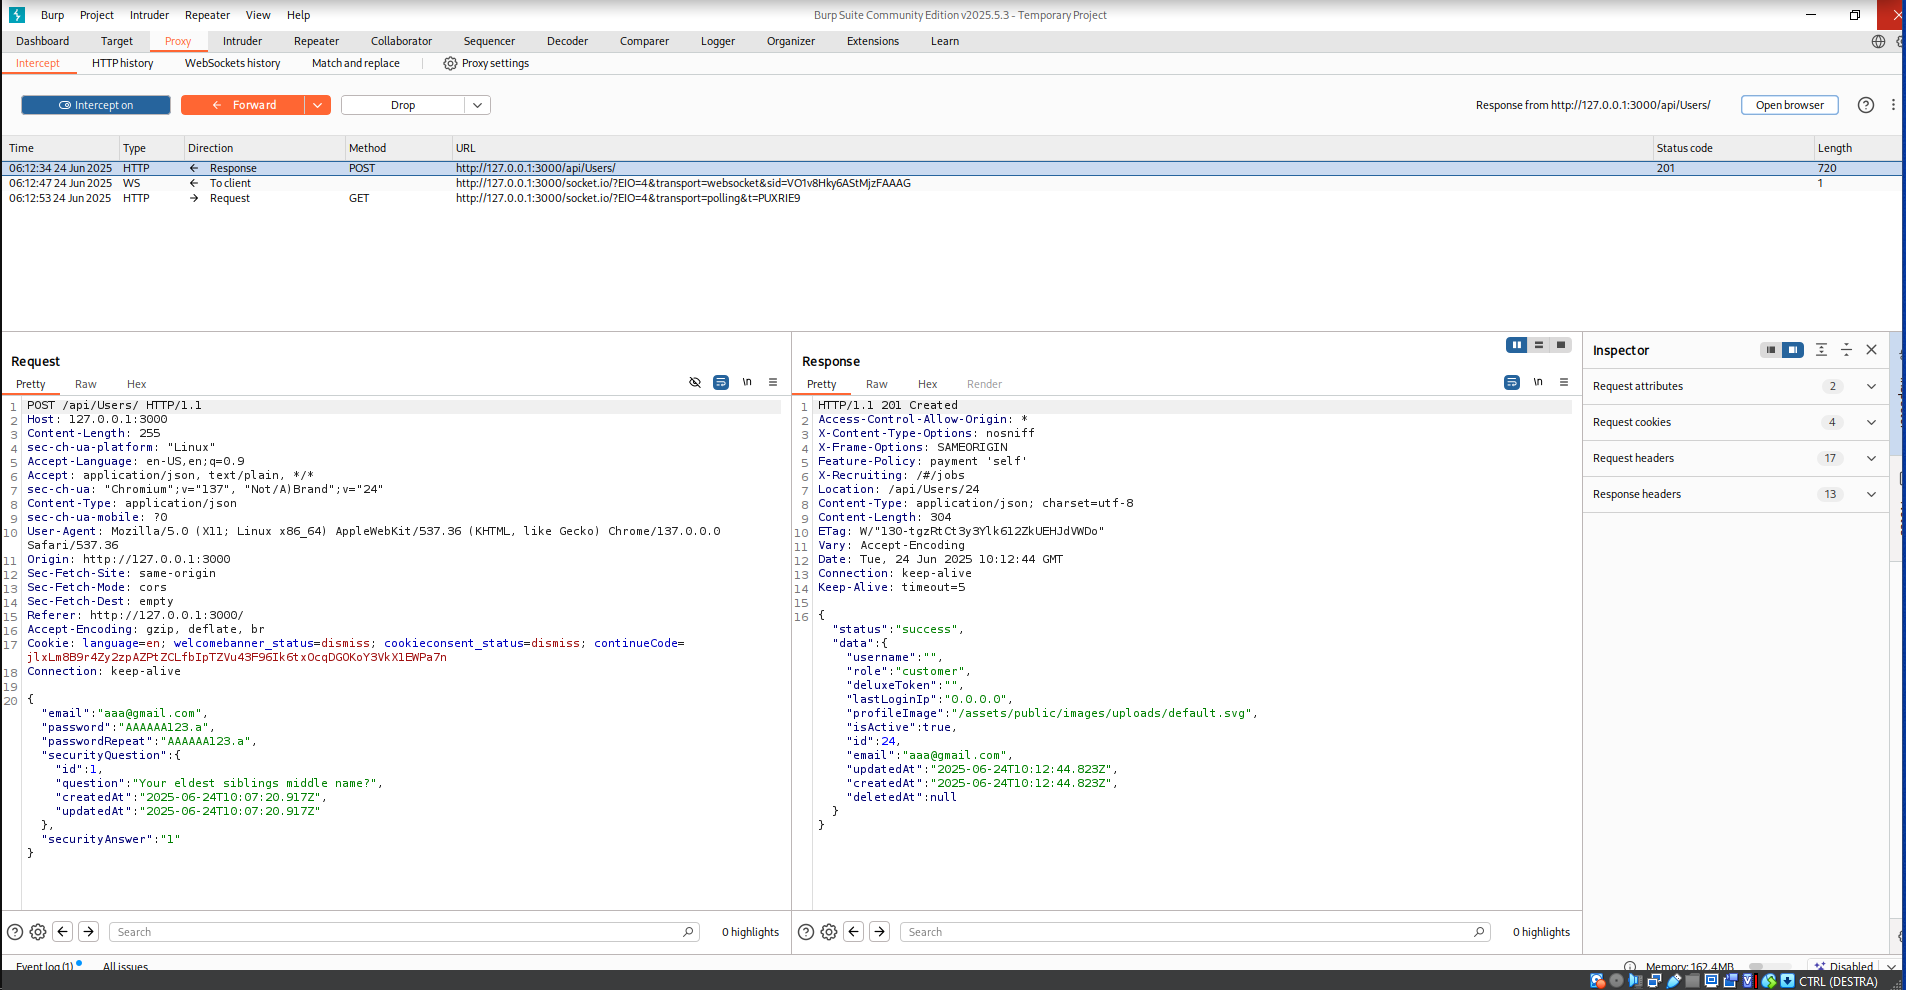 Burp Project Intruder Repeater View Help Burp Suite Community Edition v2025.5.3 - Temporary Project
Dashboard Target Proxy Intruder Repeater Collaborator Sequencer Decoder Comparer Logger Organizer Extensions Learn
Intercept HTTP history WebSockets history Match and replace Proxy settings
Intercept on Forward Drop Response from http://127.0.0.1:3000/api/Users/ Open browser
Time Type Direction Method URL Status code Length
06:12:34 24 Jun 2025 HTTP ← Response POST http://127.0.0.1:3000/api/Users/ 201 720
06:12:47 24 Jun 2025 WS ← To client http://127.0.0.1:3000/socket.io/?EIO=4&transport=websocket&sid=VO1v8Hky6AStMjzFAAAG 1
06:12:53 24 Jun 2025 HTTP → Request GET http://127.0.0.1:3000/socket.io/?EIO=4&transport=polling&t=PUXRIE9
Request
Pretty Raw Hex
1 POST /api/Users/ HTTP/1.1
2 Host: 127.0.0.1:3000
3 Content-Length: 255
4 sec-ch-ua-platform: "Linux"
5 Accept-Language: en-US,en;q=0.9
6 Accept: application/json, text/plain, */*
7 sec-ch-ua: "Chromium";v="137", "Not/A)Brand";v="24"
8 Content-Type: application/json
9 sec-ch-ua-mobile: ?0
10 User-Agent: Mozilla/5.0 (X11; Linux x86_64) AppleWebKit/537.36 (KHTML, like Gecko) Chrome/137.0.0.0
Safari/537.36
11 Origin: http://127.0.0.1:3000
12 Sec-Fetch-Site: same-origin
13 Sec-Fetch-Mode: cors
14 Sec-Fetch-Dest: empty
15 Referer: http://127.0.0.1:3000/
16 Accept-Encoding: gzip, deflate, br
17 Cookie: language=en; welcomebanner_status=dismiss; cookieconsent_status=dismiss; continueCode=
jlxLm8B9r4Zy2zpAZPtZCLfbIpTZVu43F96Ik6txOcqDGOKoY3VkX1EWPa7n
18 Connection: keep-alive
19
20 {
"email":"aaa@gmail.com",
"password":"AAAAAA123.a",
"passwordRepeat":"AAAAAA123.a",
"securityQuestion":{
"id":1,
"question":"Your eldest siblings middle name?",
"createdAt":"2025-06-24T10:07:20.917Z",
"updatedAt":"2025-06-24T10:07:20.917Z"
},
"securityAnswer":"1"
}
Search 0 highlights
Response
Pretty Raw Hex Render
1 HTTP/1.1 201 Created
2 Access-Control-Allow-Origin: *
3 X-Content-Type-Options: nosniff
4 X-Frame-Options: SAMEORIGIN
5 Feature-Policy: payment 'self'
6 X-Recruiting: /#/jobs
7 Location: /api/Users/24
8 Content-Type: application/json; charset=utf-8
9 Content-Length: 304
10 ETag: W/"130-tgzRtCt3y3Ylk612ZkUEHJdVWDo"
11 Vary: Accept-Encoding
12 Date: Tue, 24 Jun 2025 10:12:44 GMT
13 Connection: keep-alive
14 Keep-Alive: timeout=5
15
16 {
"status":"success",
"data":{
"username":"",
"role":"customer",
"deluxeToken":"",
"lastLoginIp":"0.0.0.0",
"profileImage":"/assets/public/images/uploads/default.svg",
"isActive":true,
"id":24,
"email":"aaa@gmail.com",
"updatedAt":"2025-06-24T10:12:44.823Z",
"createdAt":"2025-06-24T10:12:44.823Z",
"deletedAt":null
}
}
Search 0 highlights
Inspector
Request attributes 2
Request cookies 4
Request headers 17
Response headers 13
Event log (1) All issues Memory: 162.4MB Disabled
CTRL (DESTRA)